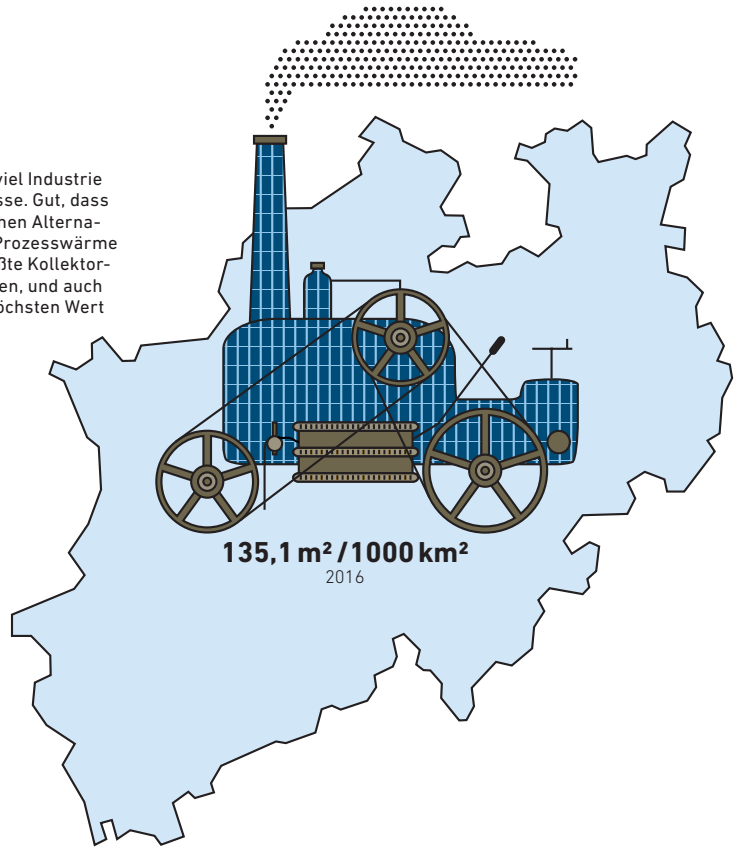 viel Industrie
sse. Gut, dass
nen Alterna-
Prozesswärme
ßte Kollektor-
en, und auch
öchsten Wert
135,1 m² / 1000 km²
2016